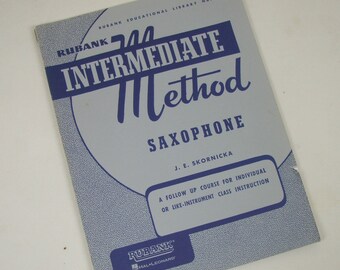 RUBANK EDUCATIONAL LIBRARY
RUBANK
INTERMEDIATE
Method
SAXOPHONE
J. E. SKORNICKA
A FOLLOW UP COURSE FOR INDIVIDUAL
OR LIKE-INSTRUMENT CLASS INSTRUCTION
RUBANK
HAL•LEONARD